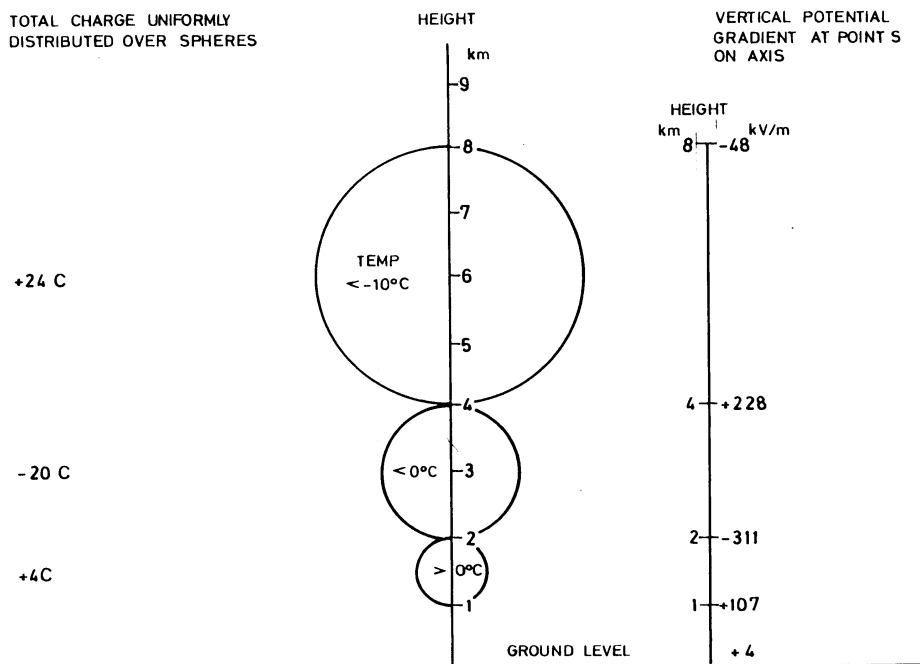 TOTAL CHARGE UNIFORMLY
DISTRIBUTED OVER SPHERES
HEIGHT
km
9
8
7
6
5
4
3
2
1
TEMP
< -10°C
< 0°C
> 0°C
+24 C
-20 C
+4C
GROUND LEVEL
VERTICAL POTENTIAL
GRADIENT AT POINT S
ON AXIS
HEIGHT
km kV/m
8 -48
4 +228
2 -311
1 +107
+4